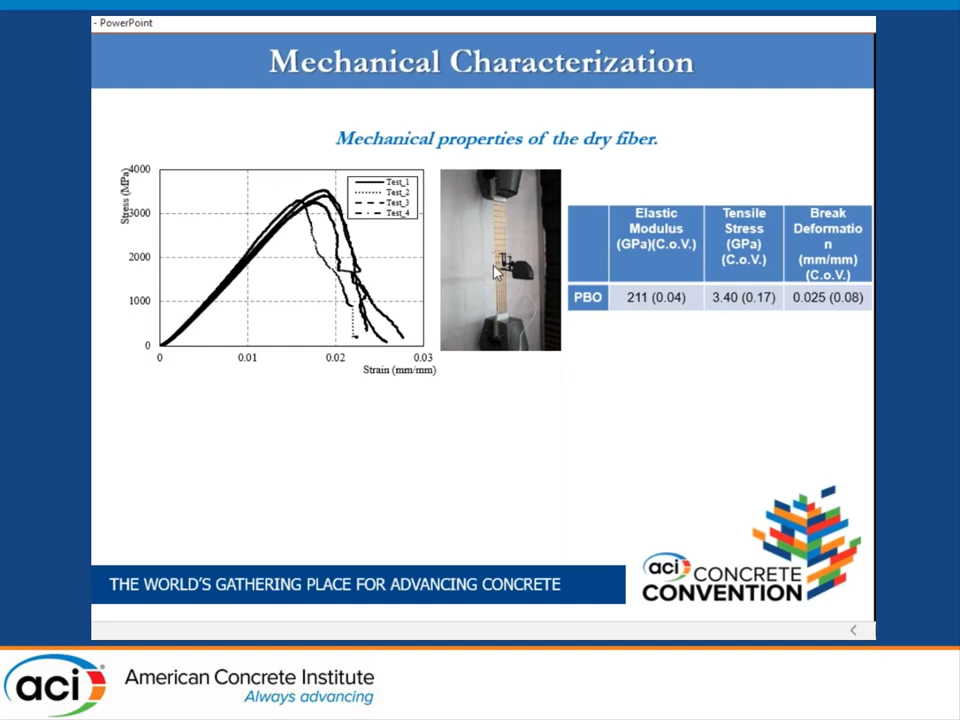 - PowerPoint
Mechanical Characterization
Mechanical properties of the dry fiber.
Stress (MPa)
4000
3000
2000
1000
0
0
0.01
0.02
0.03
Strain (mm/mm)
Test_1
Test_2
Test_3
Test_4
Elastic
Modulus
(GPa)(C.o.V.)
Tensile
Stress
(GPa)
(C.o.V.)
Break
Deformatio
n
(mm/mm)
(C.o.V.)
PBO
211 (0.04)
3.40 (0.17)
0.025 (0.08)
THE WORLD'S GATHERING PLACE FOR ADVANCING CONCRETE
aci CONCRETE
CONVENTION
aci
American Concrete Institute
Always advancing